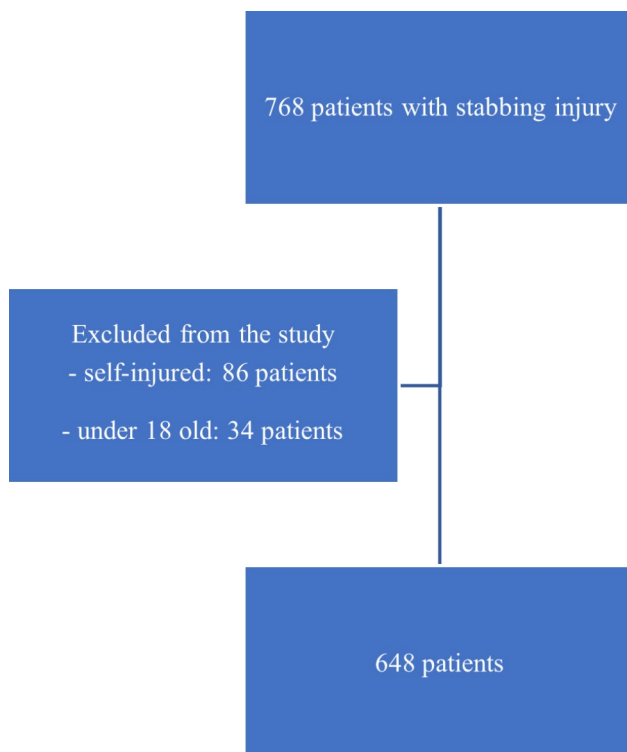 768 patients with stabbing injury
Excluded from the study
- self-injured: 86 patients
- under 18 old: 34 patients
648 patients